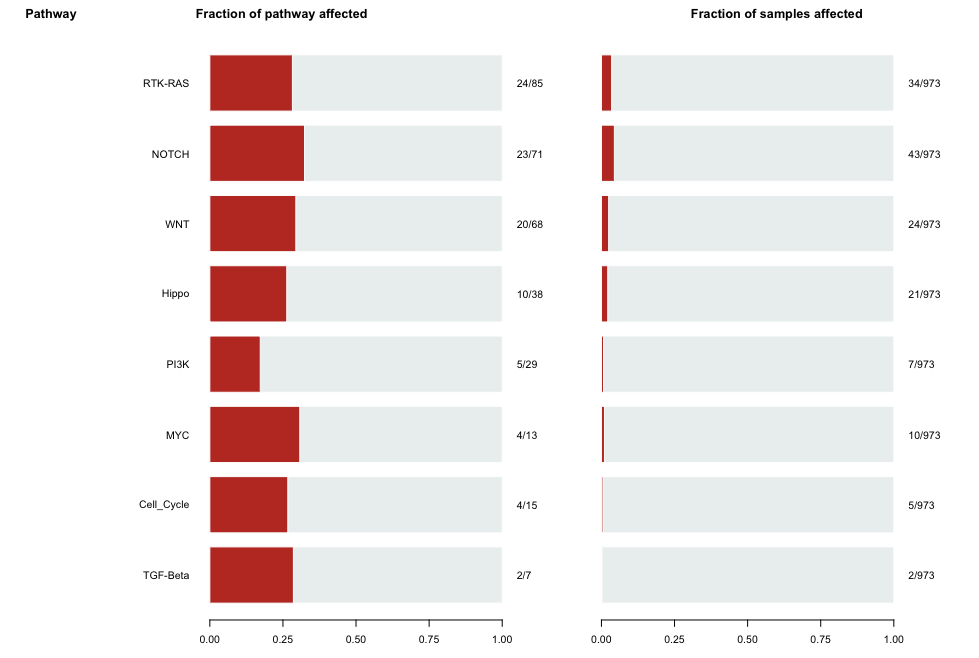 Pathway Fraction of pathway affected Fraction of samples affected
RTK-RAS 24/85 34/973
NOTCH 23/71 43/973
WNT 20/68 24/973
Hippo 10/38 21/973
PI3K 5/29 7/973
MYC 4/13 10/973
Cell_Cycle 4/15 5/973
TGF-Beta 2/7 2/973
0.00 0.25 0.50 0.75 1.00 0.00 0.25 0.50 0.75 1.00